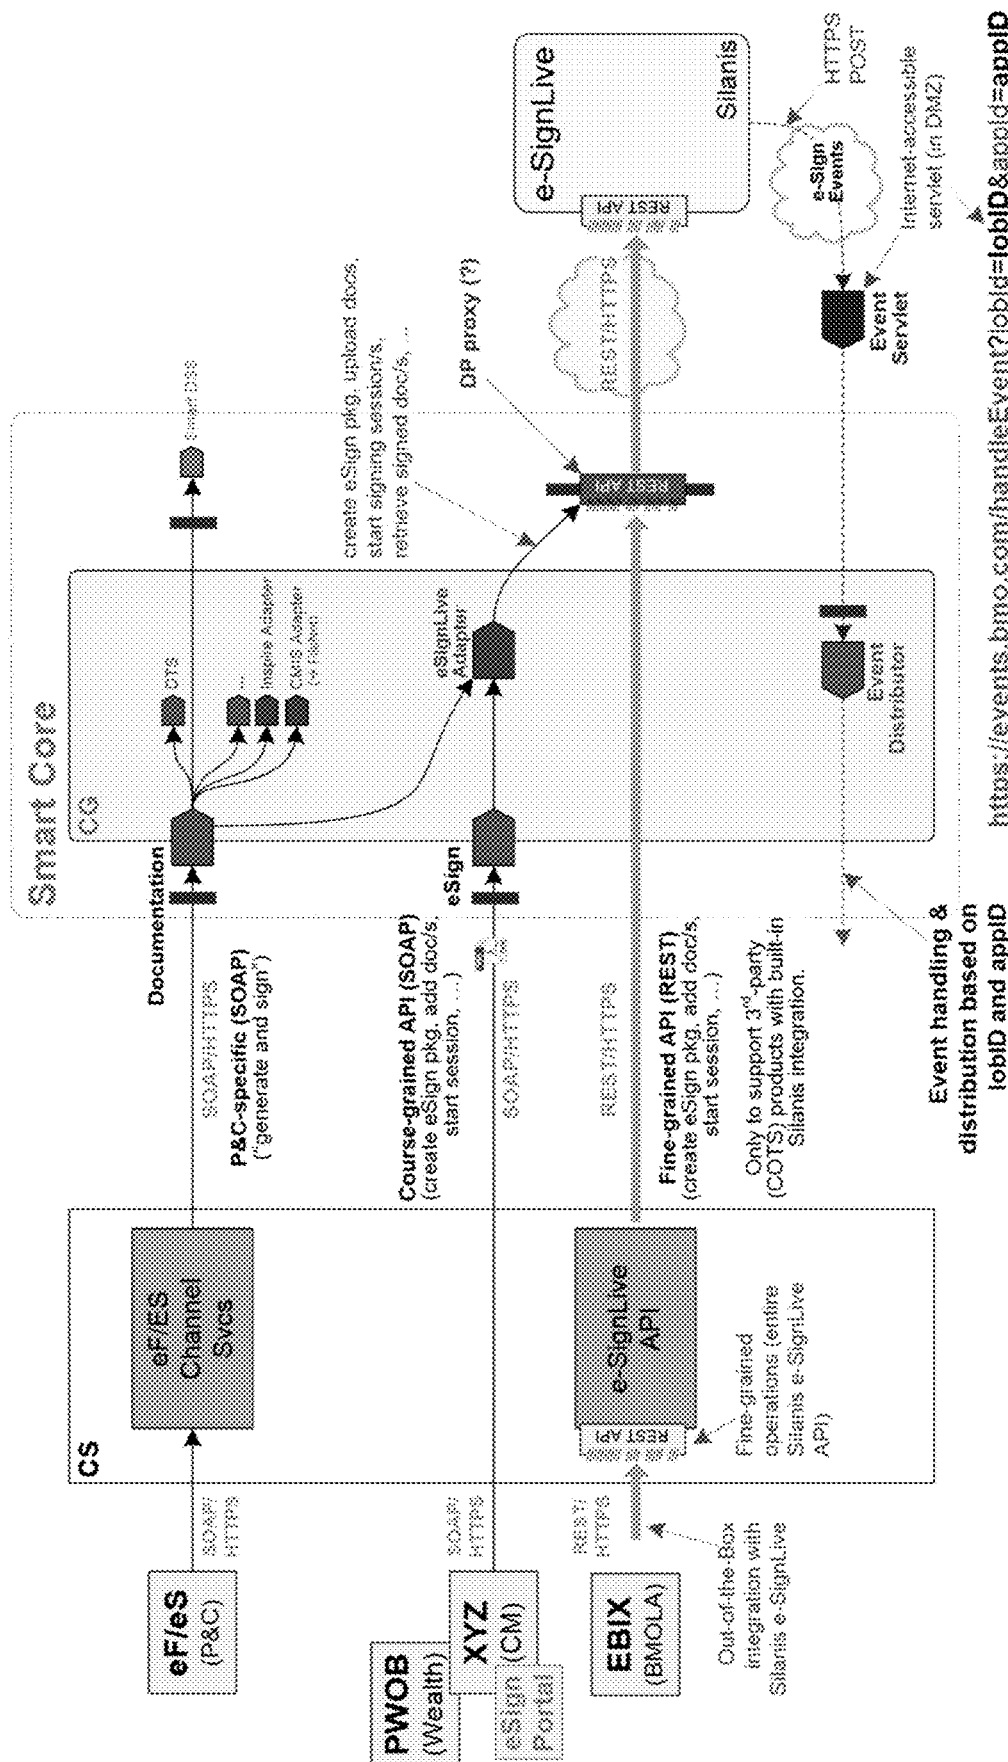 Smart Core
CG
CS
eF/eS
(P&C)
SOAP/
HTTPS
eF/ES
Channel
Svcs
SOAP/HTTPS
P&C-specific (SOAP)
("generate and sign")
Documentation
DTS
...
Inspire Adapter
CMIS Adapter
Smart DSS
PWOB
(Wealth)
XYZ
(CM)
eSign
Portal
SOAP/
HTTPS
Course-grained API (SOAP)
(create eSign pkg, add doc/s,
start session, ...)
SOAP/HTTPS
eSign
eSignLive
Adapter
create eSign pkg, upload docs,
start signing session/s,
retrieve signed doc/s, ...
DP proxy (?)
EBIX
(BMOLA)
REST/
HTTPS
REST API
e-SignLive
API
REST/HTTPS
Fine-grained API (REST)
(create eSign pkg, add doc/s,
start session, ...)
Only to support 3rd-party
(COTS) products with built-in
Silanis integration.
REST API
REST/HTTPS
REST API
e-SignLive
Silanis
Out-of-the-Box
integration with
Silanis e-SignLive
Fine-grained
operations (entire
Silanis e-SignLive
API)
HTTPS
POST
e-Sign
Events
Internet-accessible
servlet (in DMZ)
Event
Servlet
Event
Distributor
Event handling &
distribution based on
lobID and appID
https://events.bmo.com/handleEvent?lobId=lobID&appId=appID